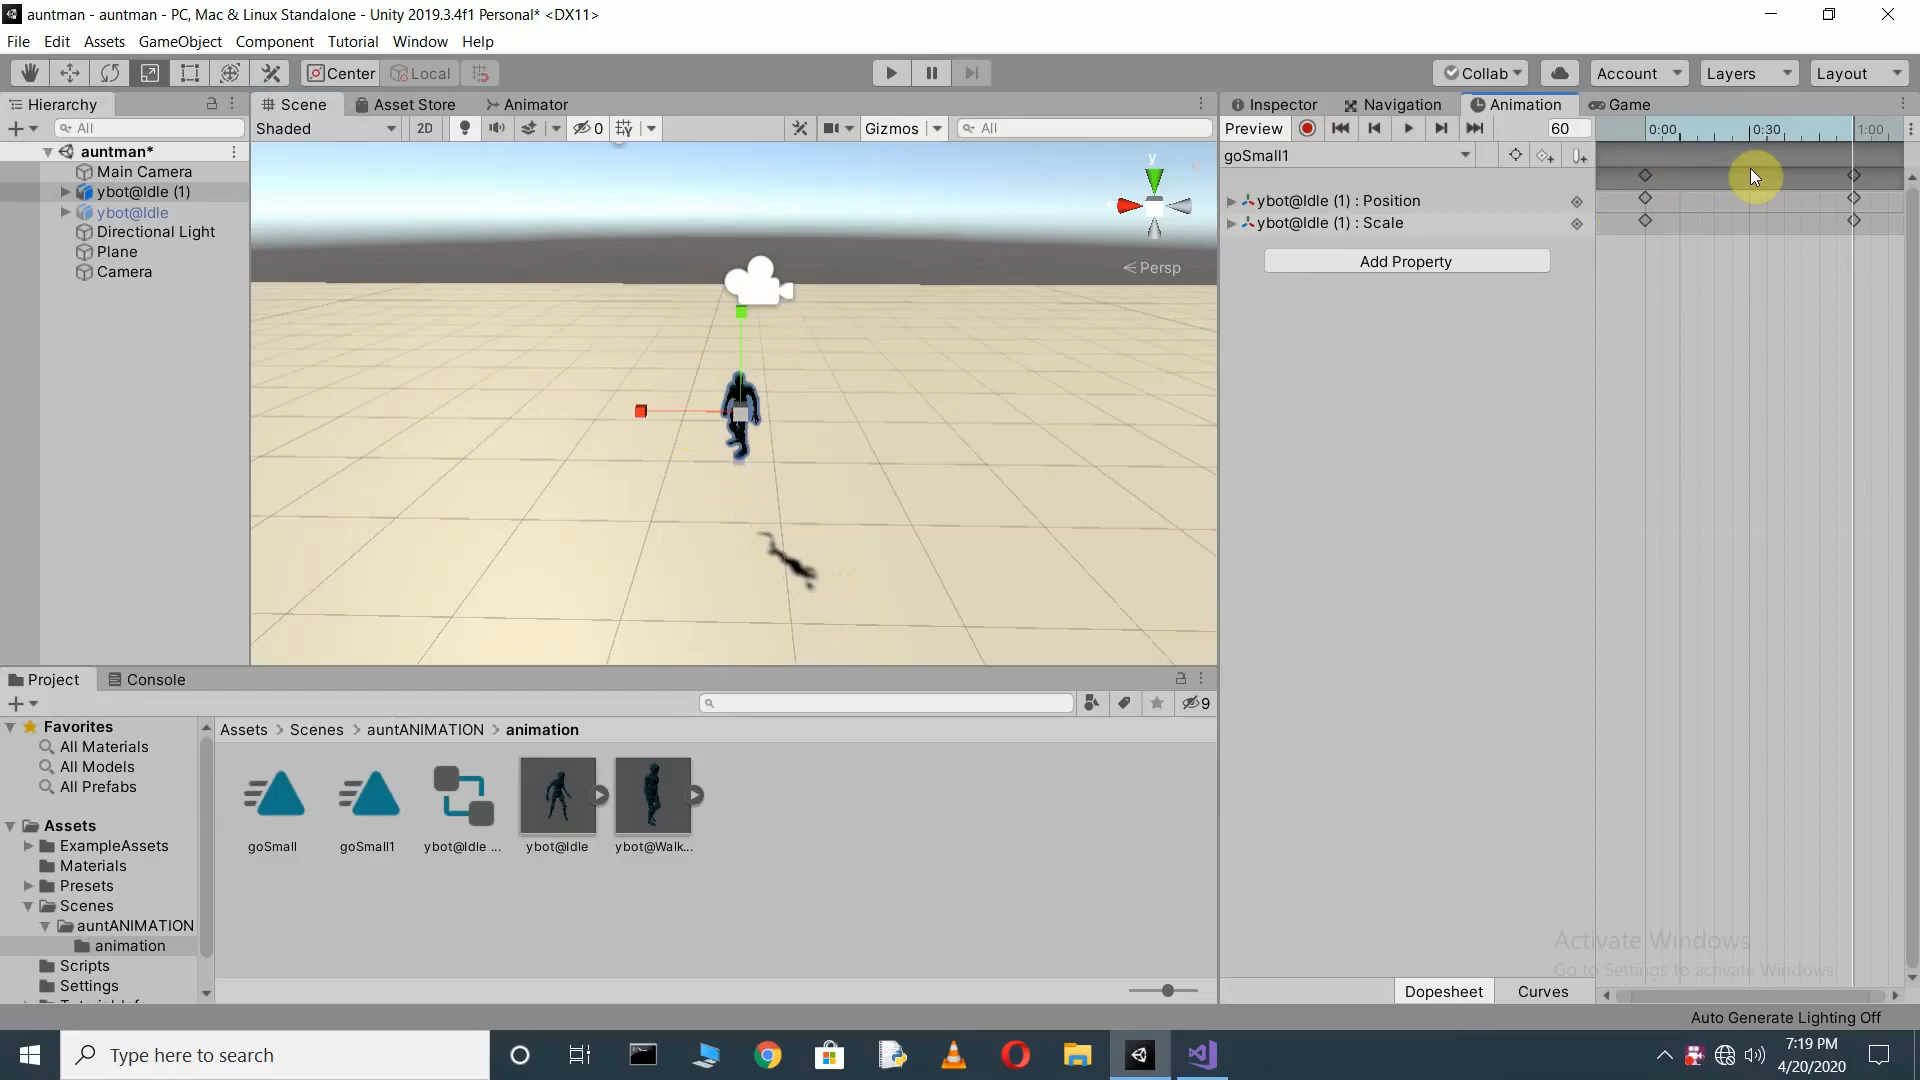 auntman - auntman - PC, Mac & Linux Standalone - Unity 2019.3.4f1 Personal* <DX11>
File Edit Assets GameObject Component Tutorial Window Help
Center Local Collab Account Layers Layout
Hierarchy
All
auntman*
Main Camera
ybot@Idle (1)
ybot@Idle
Directional Light
Plane
Camera
Scene Asset Store Animator
Shaded 2D 0 Gizmos All
y
Persp
Inspector Navigation Animation Game
Preview 60 0:00 0:30 1:00
goSmall1
ybot@Idle (1) : Position
ybot@Idle (1) : Scale
Add Property
Dopesheet Curves
Project Console
9
Favorites
All Materials
All Models
All Prefabs
Assets
ExampleAssets
Materials
Presets
Scenes
auntANIMATION
animation
Scripts
Settings
Assets > Scenes > auntANIMATION > animation
goSmall goSmall1 ybot@Idle ... ybot@Idle ybot@Walk...
Activate Windows
Go to Settings to activate Windows.
Auto Generate Lighting Off
Type here to search
7:19 PM
4/20/2020